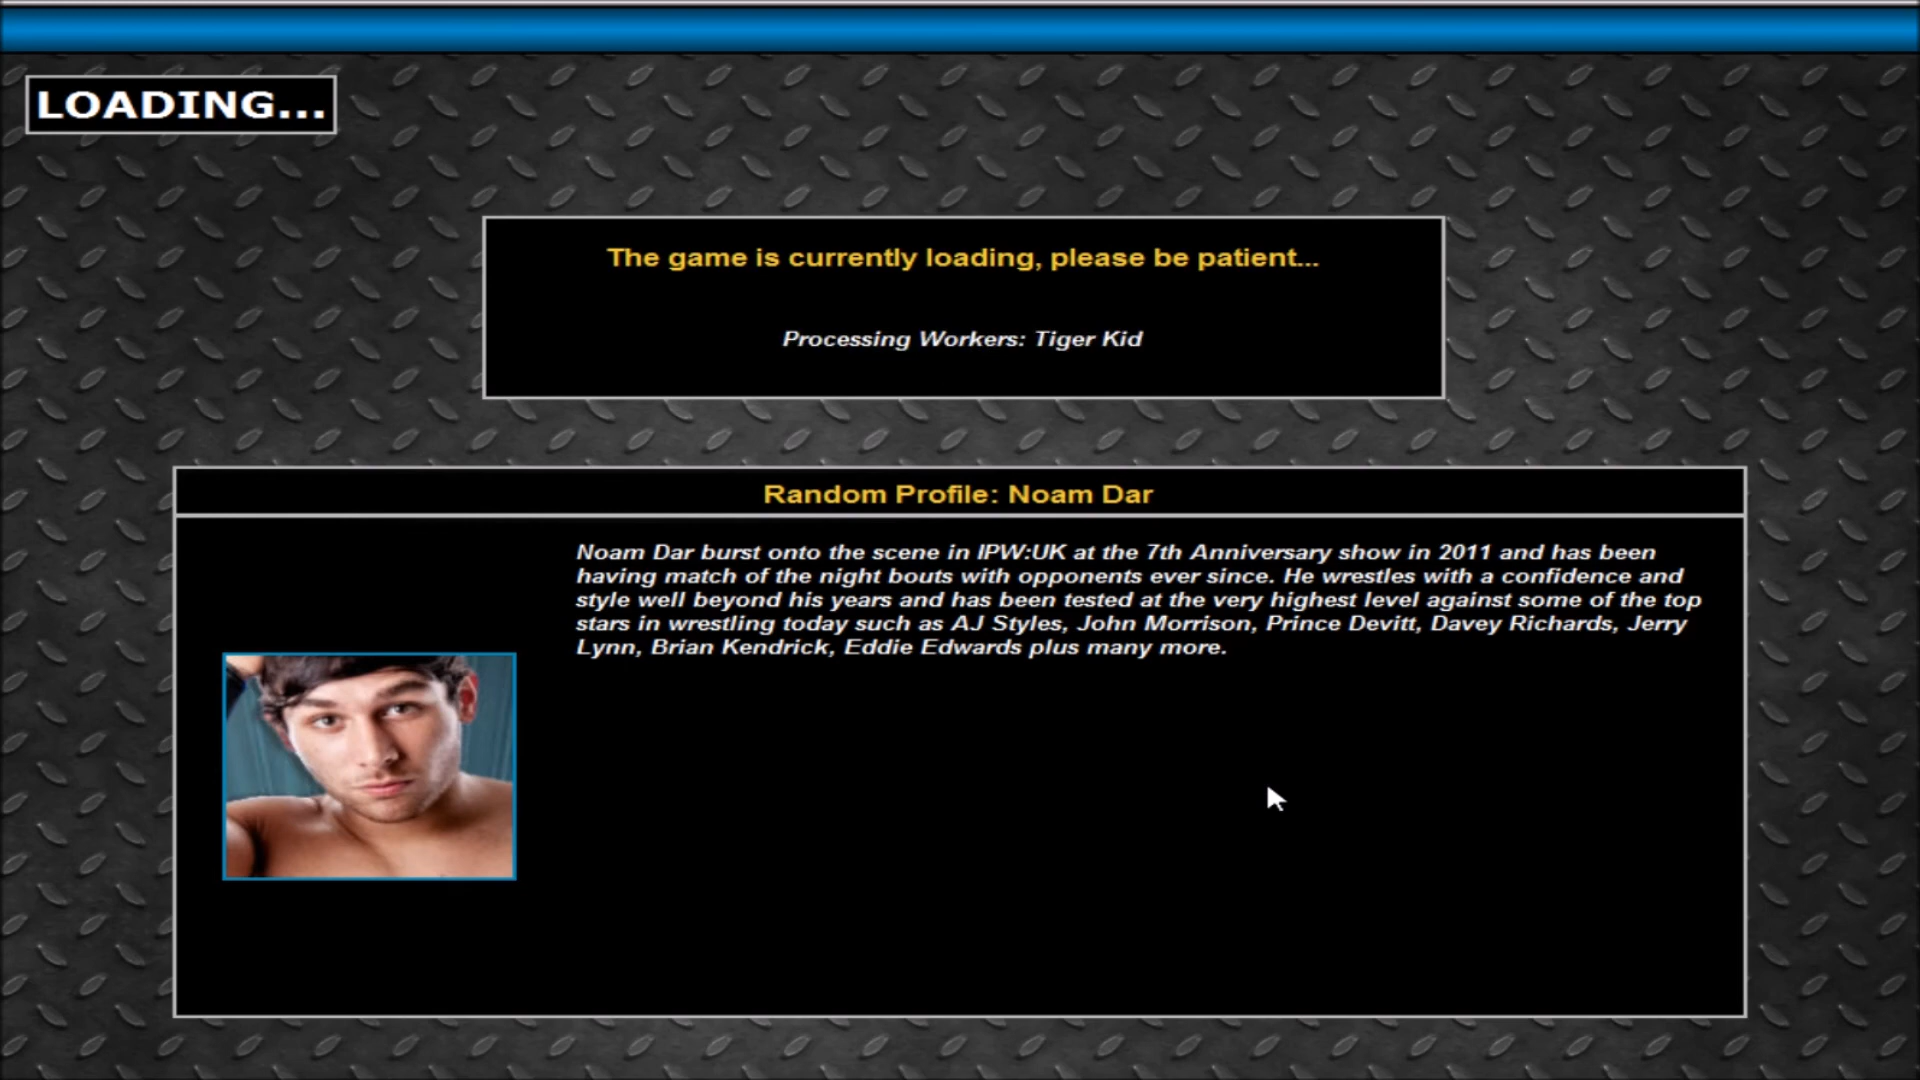 LOADING...
The game is currently loading, please be patient...
Processing Workers: Tiger Kid
Random Profile: Noam Dar
Noam Dar burst onto the scene in IPW:UK at the 7th Anniversary show in 2011 and has been
having match of the night bouts with opponents ever since. He wrestles with a confidence and
style well beyond his years and has been tested at the very highest level against some of the top
stars in wrestling today such as AJ Styles, John Morrison, Prince Devitt, Davey Richards, Jerry
Lynn, Brian Kendrick, Eddie Edwards plus many more.